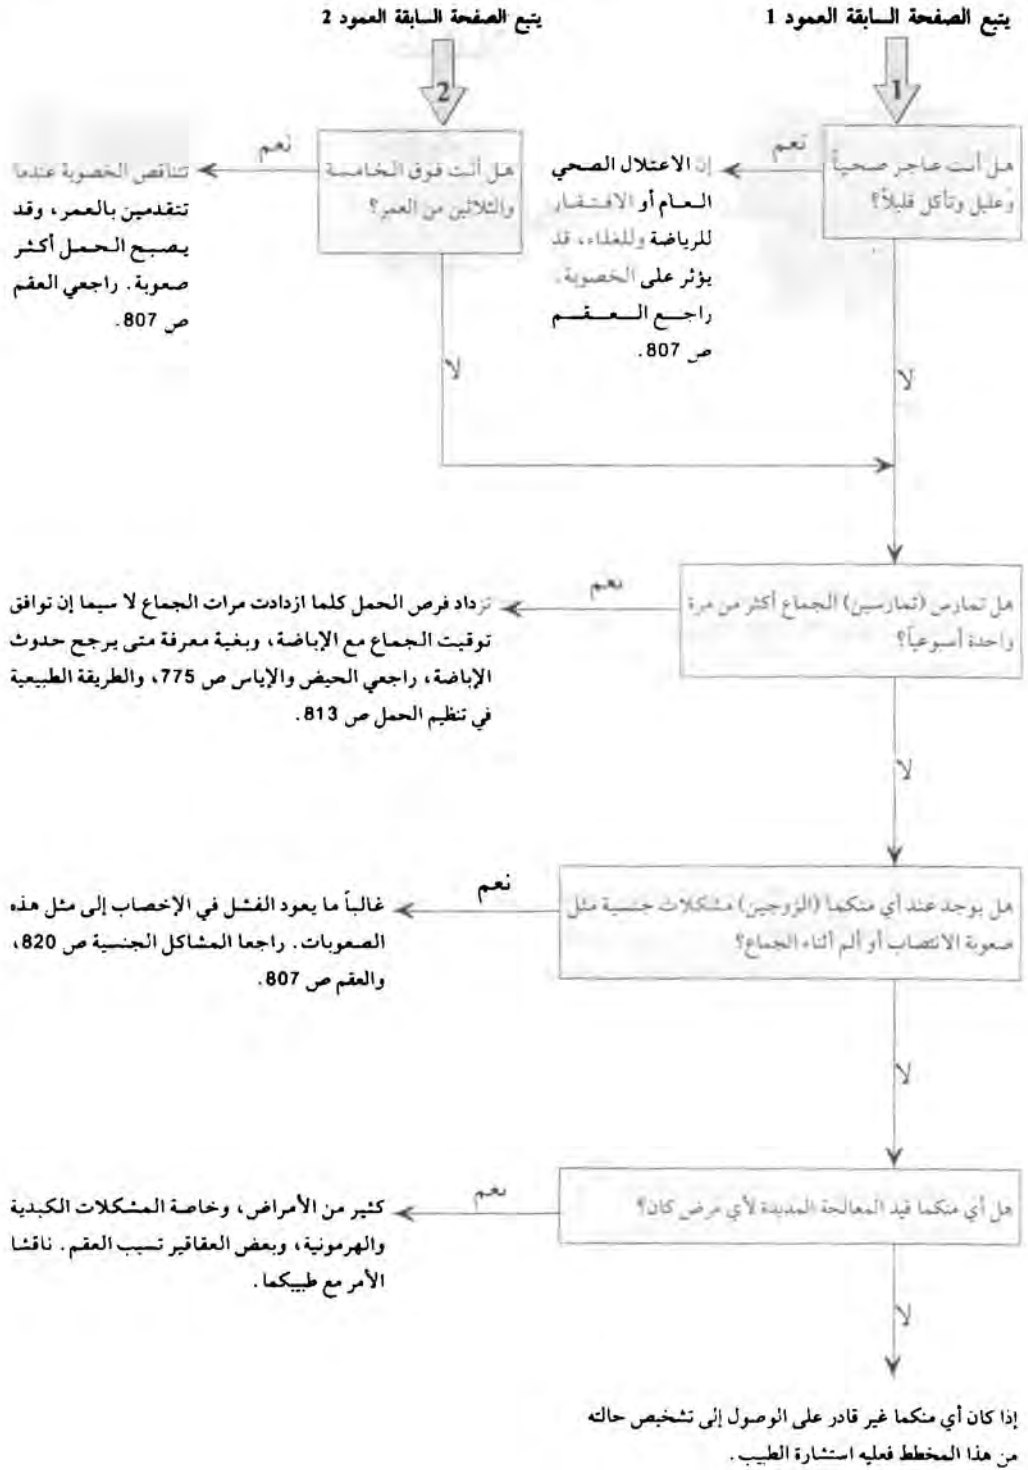 يتبع الصفحة السابقة العمود 1
1
هل أنت عاجز صحياً
وعليل وتأكل قليلاً؟
نعم
إن الاعتلال الصحي
العام أو الافتقار
للرياضة وللغذاء، قد
يؤثر على الخصوبة.
راجع العقم
ص 807.
لا
يتبع الصفحة السابقة العمود 2
2
هل أنت فوق الخامسة
والثلاثين من العمر؟
نعم
تتناقص الخصوبة عندما
تتقدمين بالعمر، وقد
يصبح الحمل أكثر
صعوبة. راجعي العقم
ص 807.
لا
هل تمارس (تمارسين) الجماع أكثر من مرة
واحدة أسبوعياً؟
نعم
تزداد فرص الحمل كلما ازدادت مرات الجماع لا سيما إن توافق
توقيت الجماع مع الإباضة، وبغية معرفة متى يرجح حدوث
الإباضة، راجعي الحيض والإياس ص 775، والطريقة الطبيعية
في تنظيم الحمل ص 813.
لا
هل يوجد عند أي منكما (الزوجين) مشكلات جنسية مثل
صعوبة الانتصاب أو ألم أثناء الجماع؟
نعم
غالباً ما يعود الفشل في الإخصاب إلى مثل هذه
الصعوبات. راجعا المشاكل الجنسية ص 820،
والعقم ص 807.
لا
هل أي منكما قيد المعالجة المديدة لأي مرض كان؟
نعم
كثير من الأمراض، وخاصة المشكلات الكبدية
والهرمونية، وبعض العقاقير تسبب العقم. ناقشا
الأمر مع طبيبكما.
لا
إذا كان أي منكما غير قادر على الوصول إلى تشخيص حالته
من هذا المخطط فعليه استشارة الطبيب.